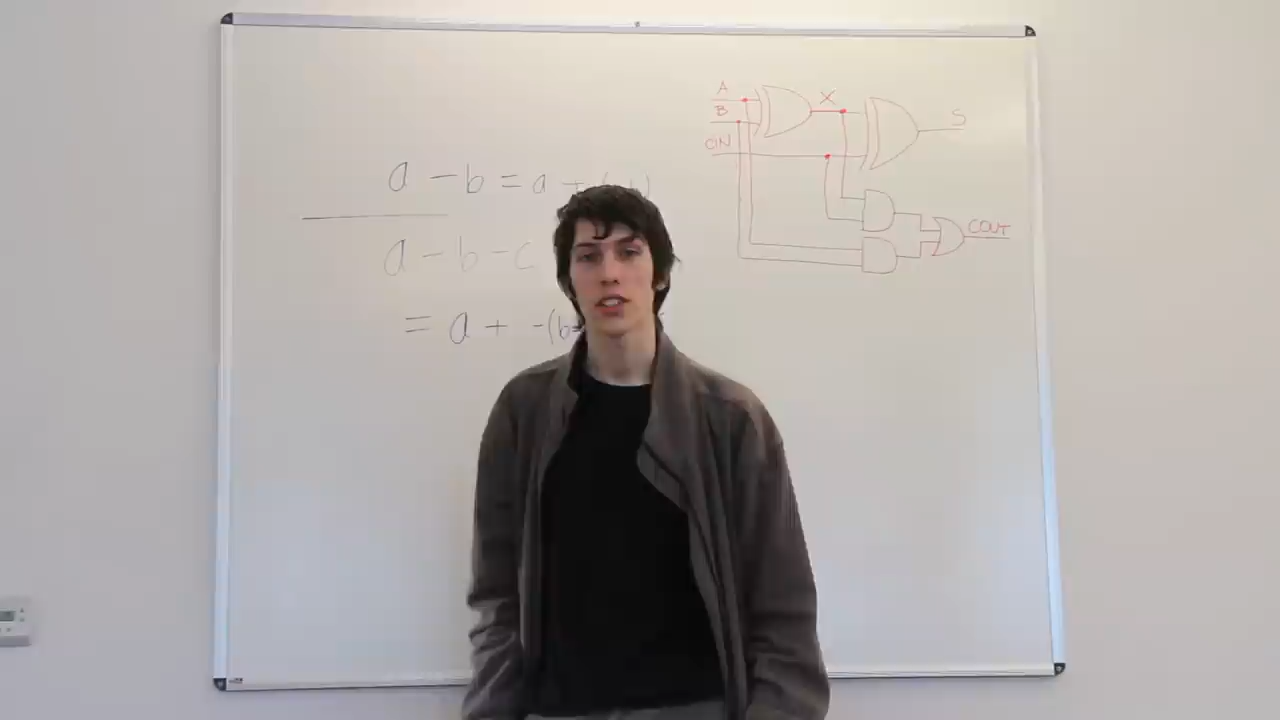 a - b = a +
a - b - c
= a + -(b
A
B
CIN
X
S
COUT